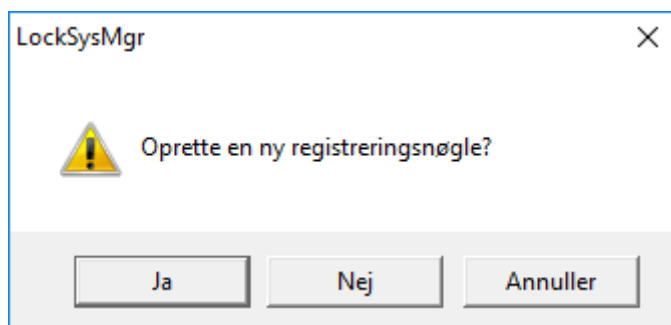 LockSysMgr
Oprette en ny registreringsnøgle?
Ja
Nej
Annuller